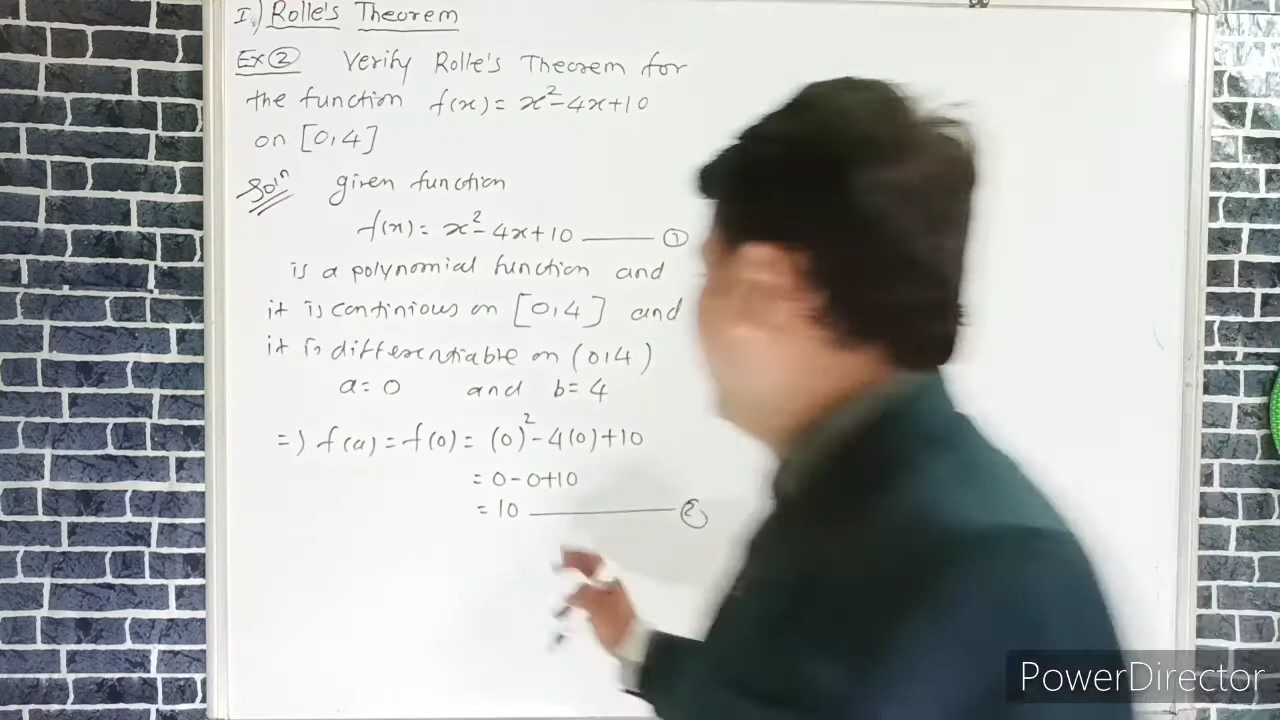 I.) Rolle's Theorem
Ex② Verify Rolle's Theorem for
the function f(x) = x² - 4x + 10
on [0,4]
Soln given function
f(x) = x² - 4x + 10 —— ①
is a polynomial function and
it is continious on [0,4] and
it is differentiable on (0,4)
a = 0 and b = 4
=) f(a) = f(0) = (0)² - 4(0) + 10
= 0 - 0 + 10
= 10 —— ②
PowerDirector